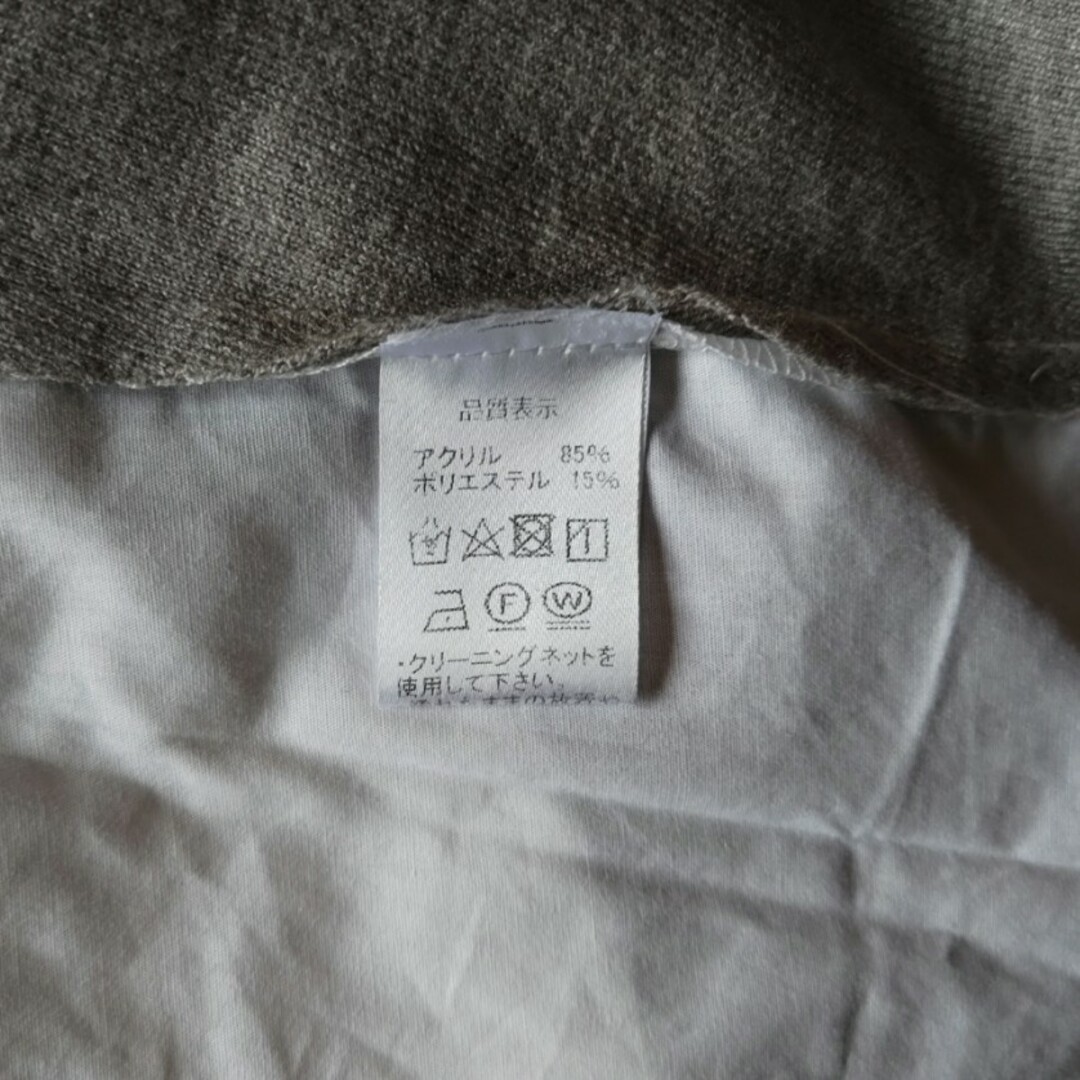 品質表示
アクリル 85%
ポリエステル 15%
F W
・クリーニングネットを
使用して下さい。